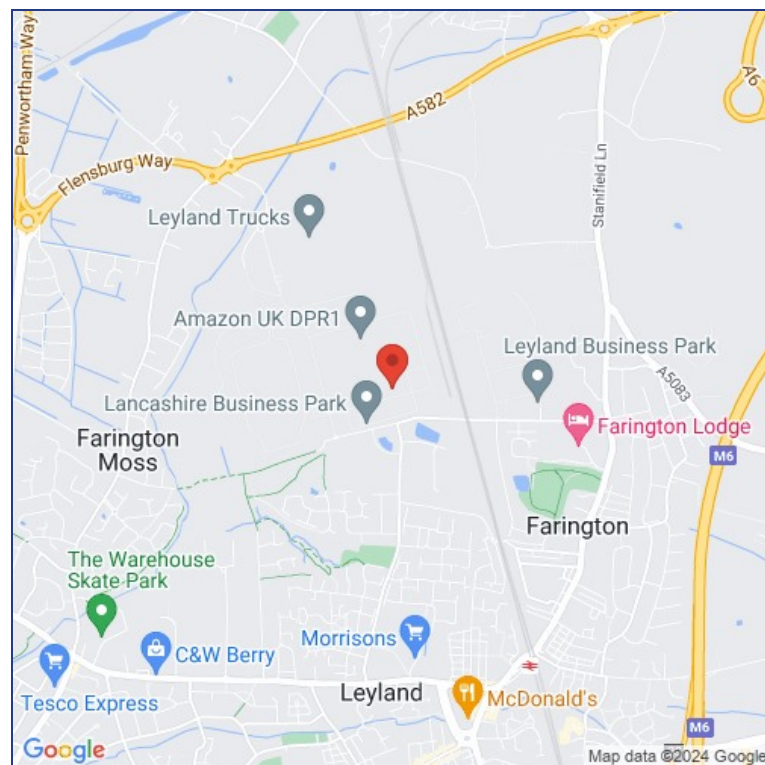 Penwortham Way
A6
A582
Flensburg Way
Stanifield Ln
Leyland Trucks
Amazon UK DPR1
Leyland Business Park
A5083
Lancashire Business Park
Farington Lodge
Farington
Moss
M6
Farington
The Warehouse
Skate Park
Morrisons
C&W Berry
Tesco Express
Leyland
McDonald's
M6
Google
Map data ©2024 Google